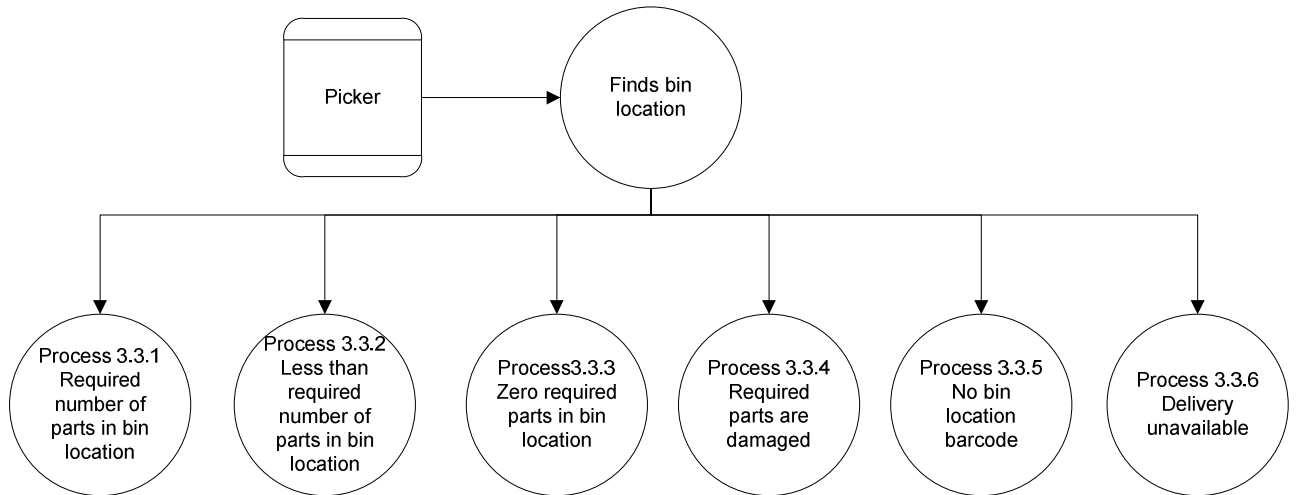 Picker
Finds bin
location
Process 3.3.1
Required
number of
parts in bin
location
Process 3.3.2
Less than
required
number of
parts in bin
location
Process3.3.3
Zero required
parts in bin
location
Process 3.3.4
Required
parts are
damaged
Process 3.3.5
No bin
location
barcode
Process 3.3.6
Delivery
unavailable